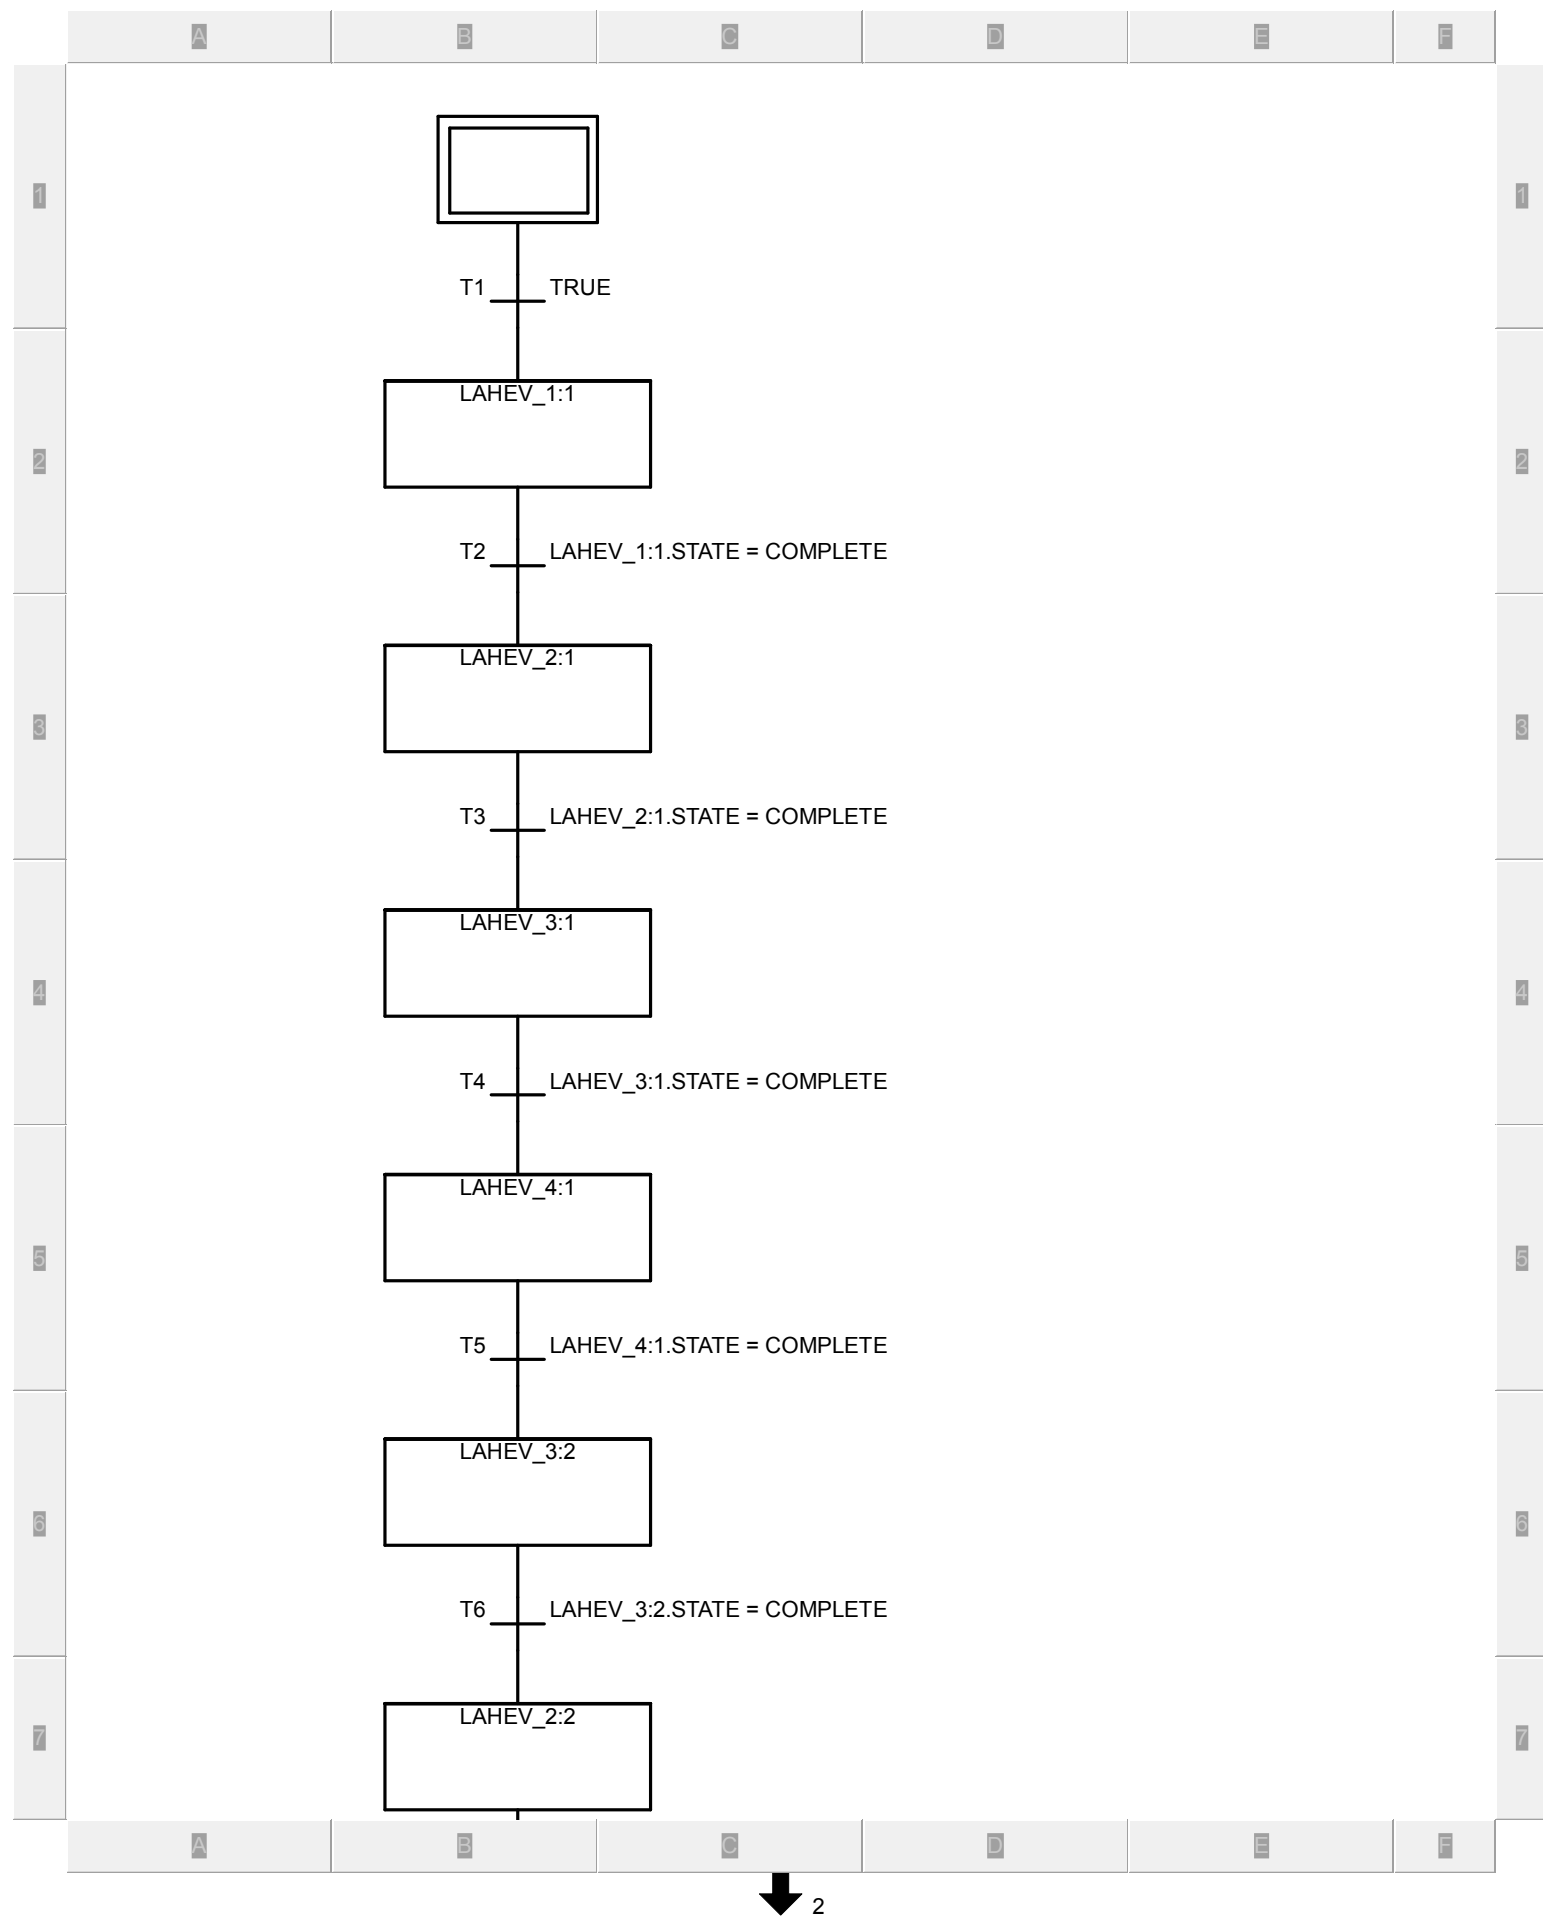 A B C D E F
1 1
T1 TRUE
LAHEV_1:1
2 2
T2 LAHEV_1:1.STATE = COMPLETE
LAHEV_2:1
3 3
T3 LAHEV_2:1.STATE = COMPLETE
LAHEV_3:1
4 4
T4 LAHEV_3:1.STATE = COMPLETE
LAHEV_4:1
5 5
T5 LAHEV_4:1.STATE = COMPLETE
LAHEV_3:2
6 6
T6 LAHEV_3:2.STATE = COMPLETE
LAHEV_2:2
7 7
A B C D E F
2